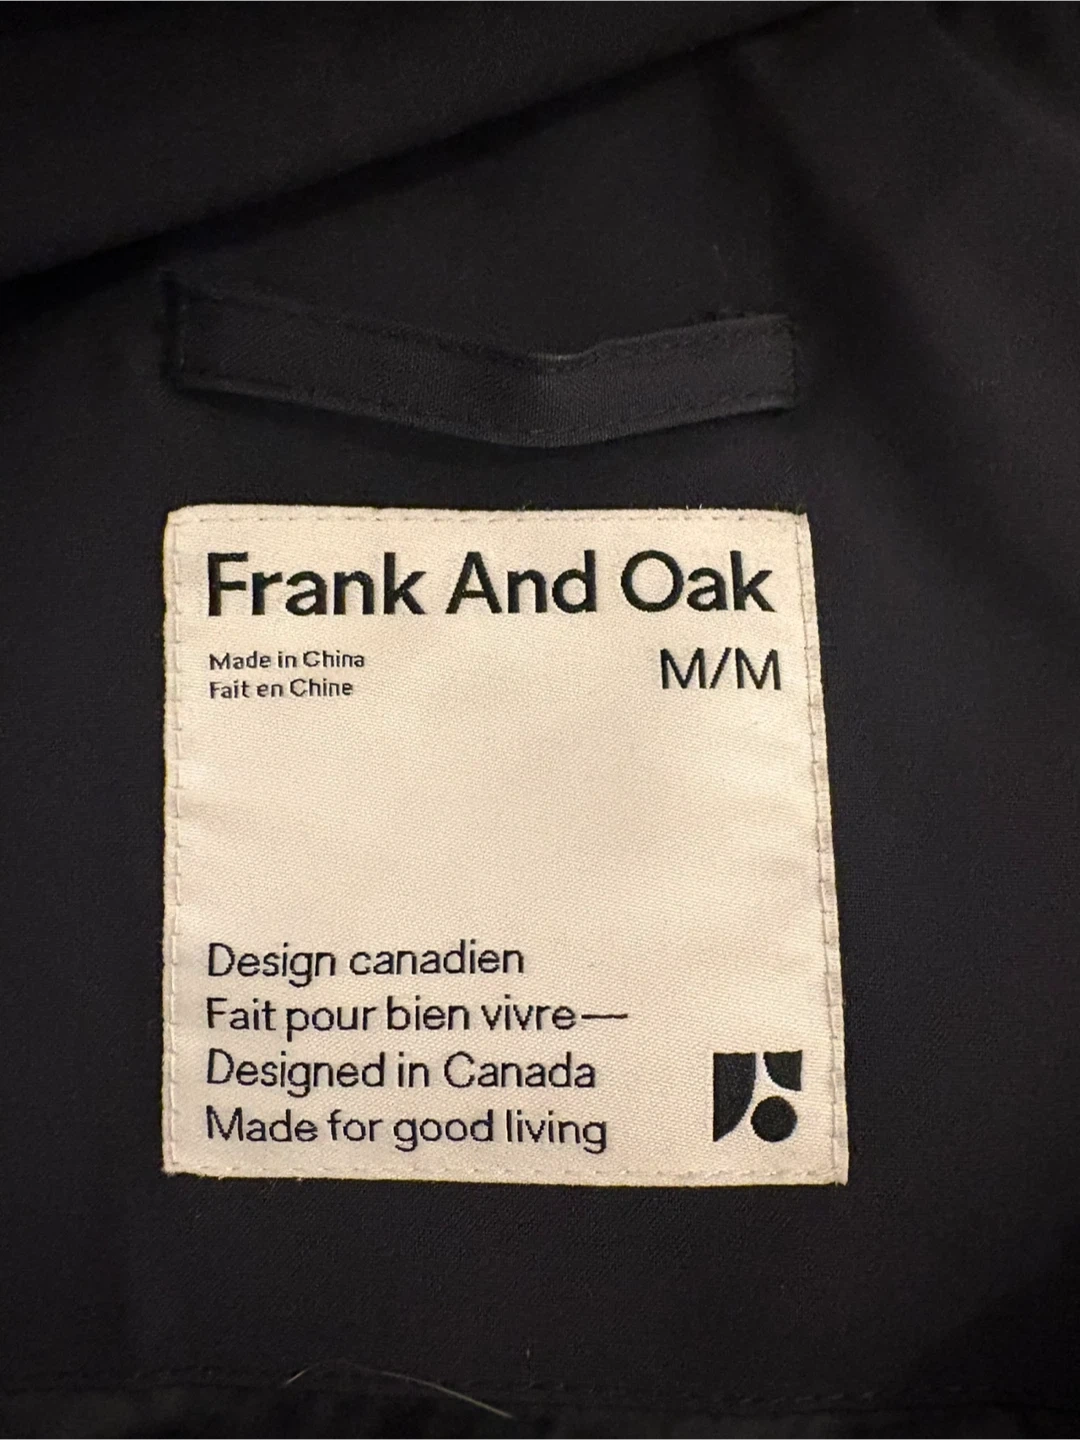 Frank And Oak
Made in China
Fait en Chine
M/M
Design canadien
Fait pour bien vivre—
Designed in Canada
Made for good living